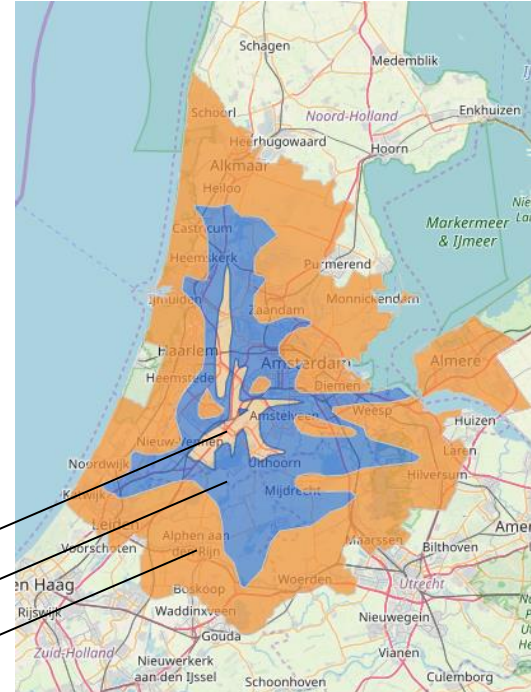 Schagen
Medemblik
Schoorl
Noord-Holland
Enkhuizen
Heerhugowaard
Hoorn
Alkmaar
Heiloo
Markermeer
& IJmeer
Castricum
Heemskerk
Purmerend
IJmuiden
Zaandam
Monnickendam
Haarlem
Amsterdam
Almere
Heemstede
Diemen
Amstelveen
Weesp
Huizen
Nieuw-Vennep
Laren
Noordwijk
Uithoorn
Hilversum
Katwijk
Mijdrecht
Leiden
Voorschoten
Alphen aan
den Rijn
Maarssen
Bilthoven
en Haag
Boskoop
Woerden
Utrecht
Rijswijk
Waddinxveen
Nieuwegein
Gouda
Zuid-Holland
Nieuwerkerk
aan den IJssel
Vianen
Schoonhoven
Culemborg